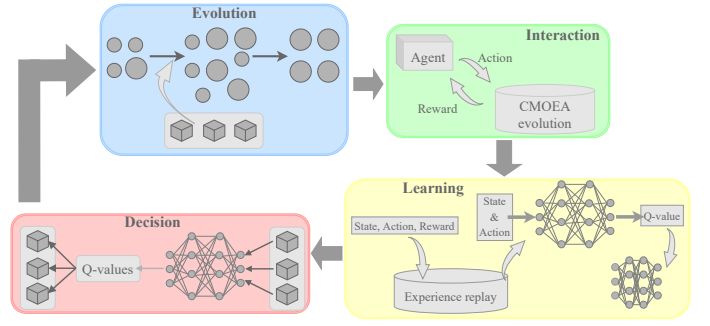 Evolution
Interaction
Agent
Action
Reward
CMOEA
evolution
Learning
State, Action, Reward
Experience replay
State
&
Action
Q-value
Decision
Q-values